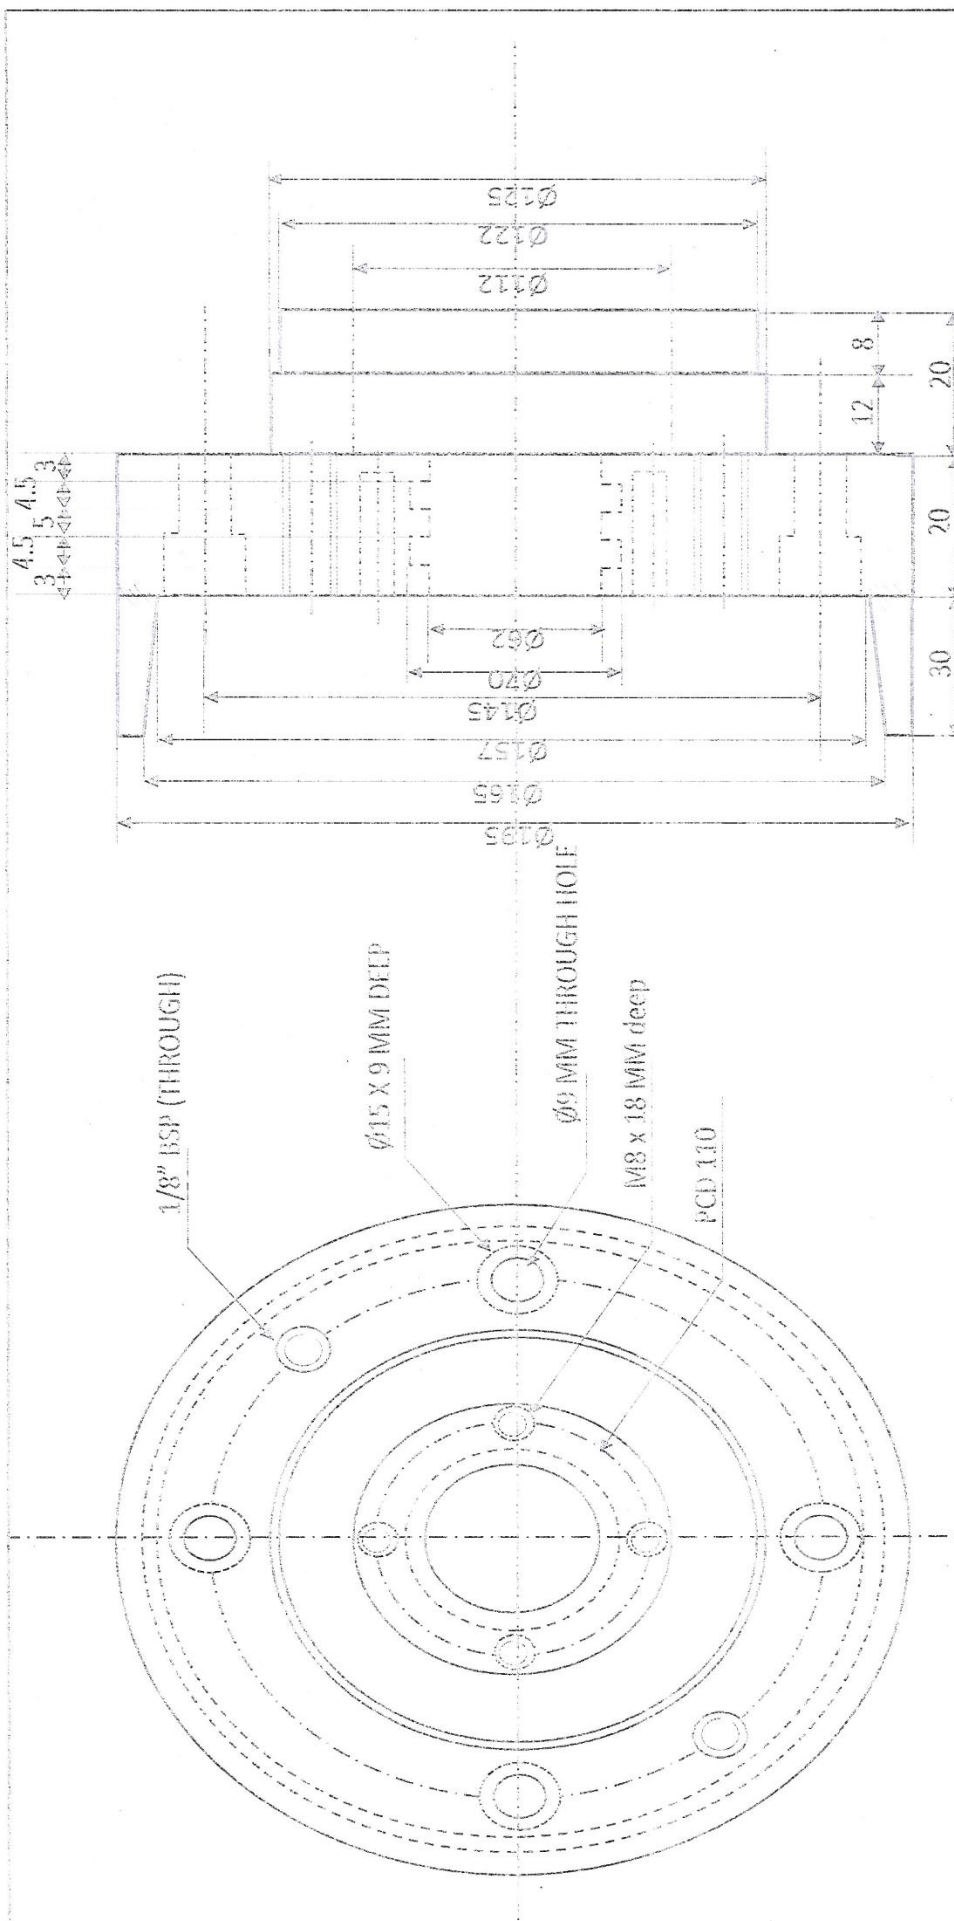 1/8" BSP (THROUGH)
Ø15 X 9 MM DEEP
Ø9 MM THROUGH HOLE
M8 x 18 MM deep
PCD 110
3
4.5
5
4.5
3
Ø125
Ø122
Ø112
Ø62
Ø70
Ø145
Ø157
Ø165
Ø195
8
12
20
20
30